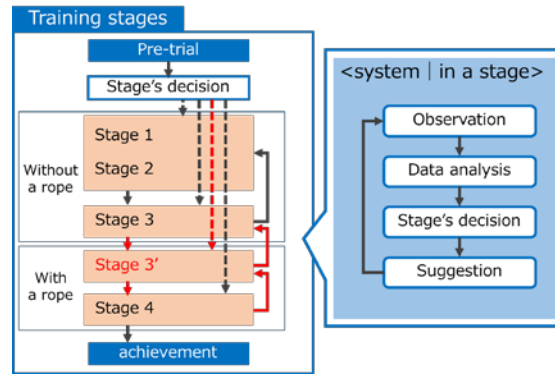 Training stages
Pre-trial
Stage's decision
Without
a rope
Stage 1
Stage 2
Stage 3
With
a rope
Stage 3′
Stage 4
achievement
<system | in a stage>
Observation
Data analysis
Stage's decision
Suggestion